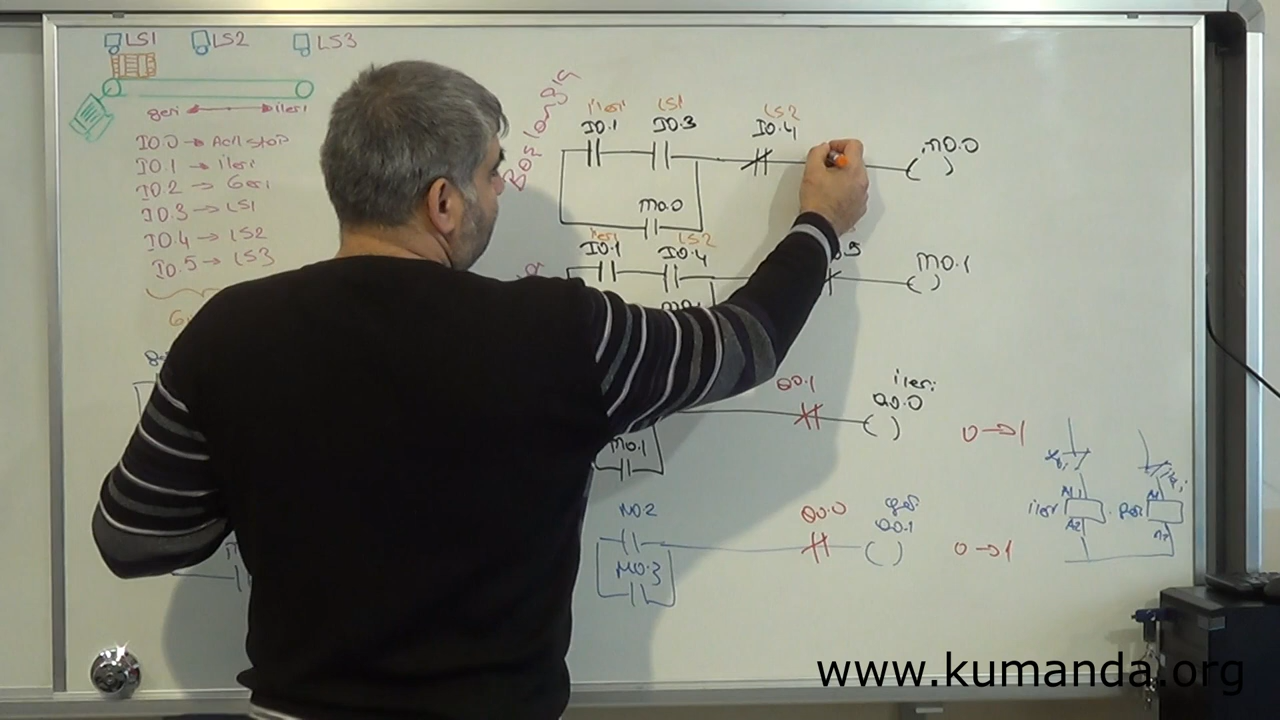 LS1 LS2 LS3
geri ileri
I0.0 → Acil stop
I0.1 → ileri
I0.2 → Geri
I0.3 → LS1
I0.4 → LS2
I0.5 → LS3
ileri LS1 LS2
I0.1 I0.3 I0.4 m0.0
m0.0
ileri LS2
I0.1 I0.4 m0.1
Q0.1 ileri
Q0.0
0 → 1
m0.1
M0.2 Q0.0 geri
Q0.1
0 → 1
M0.3
A1 A1
ileri geri
A2 A2
www.kumanda.org